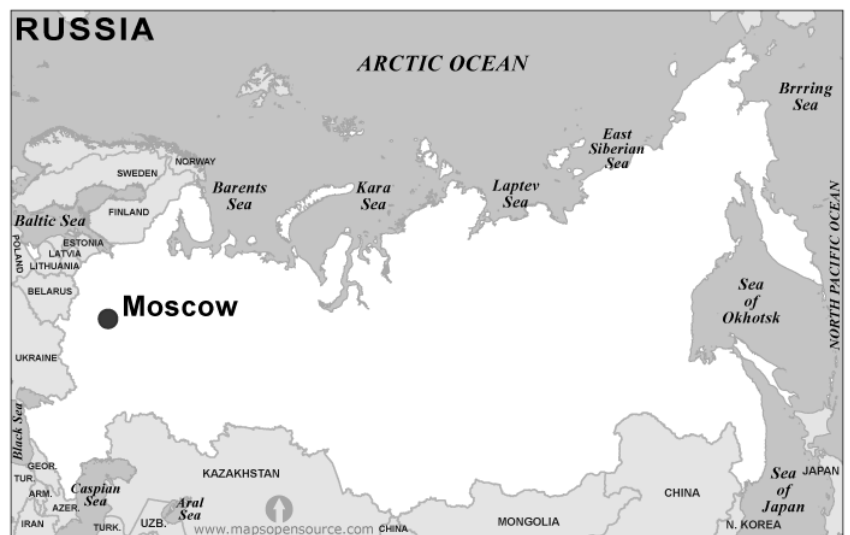 RUSSIA
ARCTIC OCEAN
Brrring
Sea
East
Siberian
Sea
NORWAY
SWEDEN
Barents
Sea
Kara
Sea
Laptev
Sea
FINLAND
Baltic Sea
ESTONIA
LATVIA
LITHUANIA
POLAND
BELARUS
NORTH PACIFIC OCEAN
Sea
of
Okhotsk
Moscow
UKRAINE
Black Sea
GEOR.
TUR.
ARM.
AZER.
IRAN
Caspian
Sea
KAZAKHSTAN
Aral
Sea
TURK.
UZB.
www.mapsopensource.com
CHINA
MONGOLIA
CHINA
N. KOREA
Sea
of
Japan
JAPAN